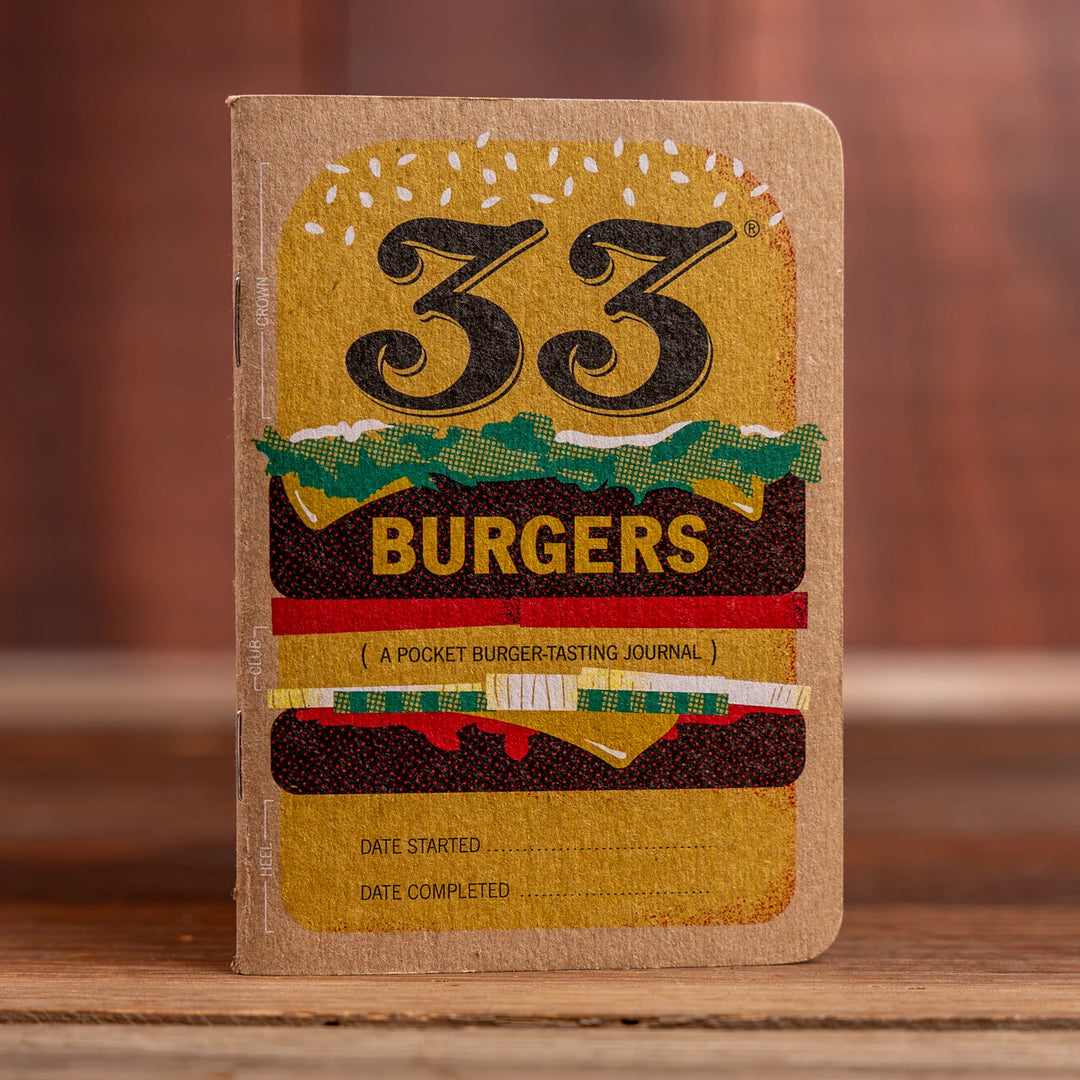 33®
CROWN
BURGERS
CLUB
( A POCKET BURGER-TASTING JOURNAL )
HEEL
DATE STARTED ........................................
DATE COMPLETED ..................................